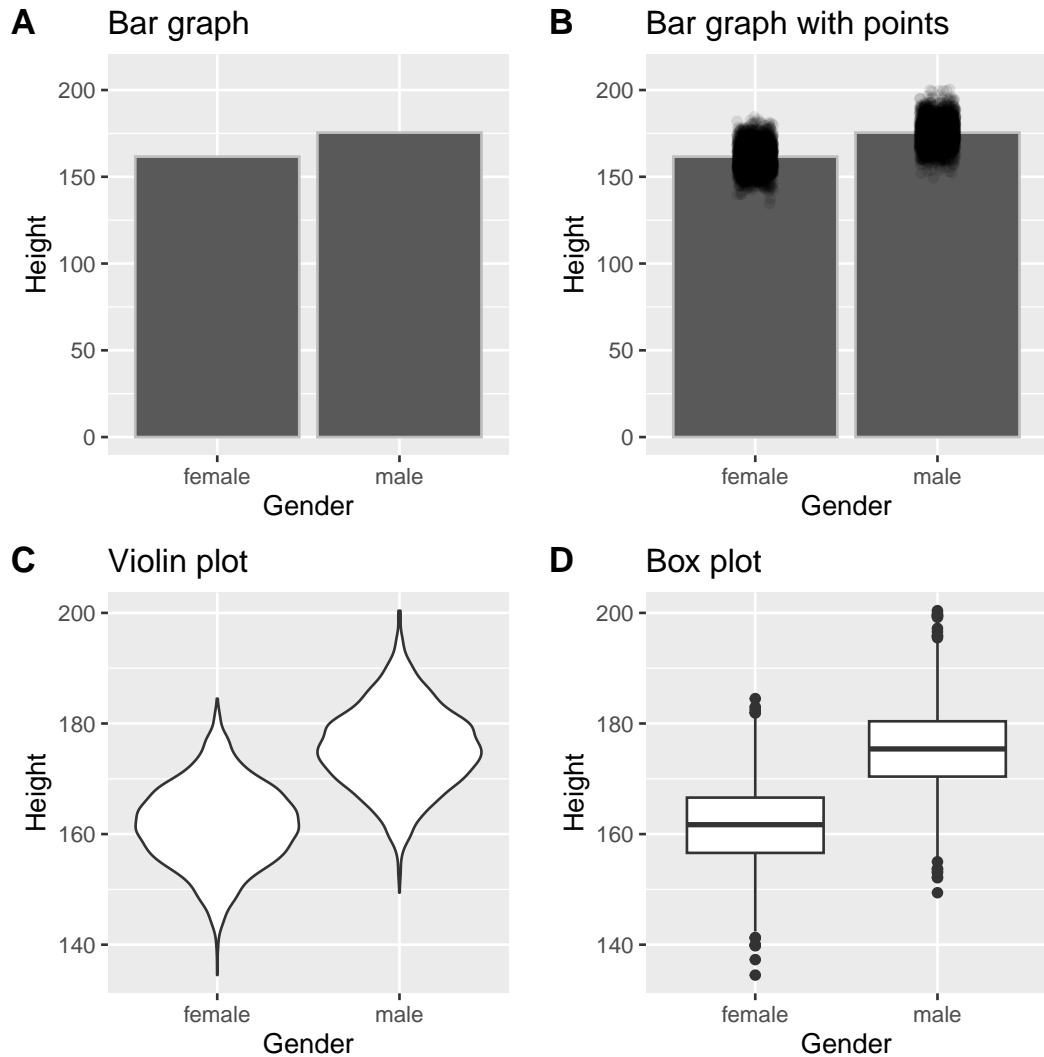 A Bar graph
200
150
100
50
0
Height
female male
Gender
B Bar graph with points
200
150
100
50
0
Height
female male
Gender
C Violin plot
200
180
160
140
Height
female male
Gender
D Box plot
200
180
160
140
Height
female male
Gender